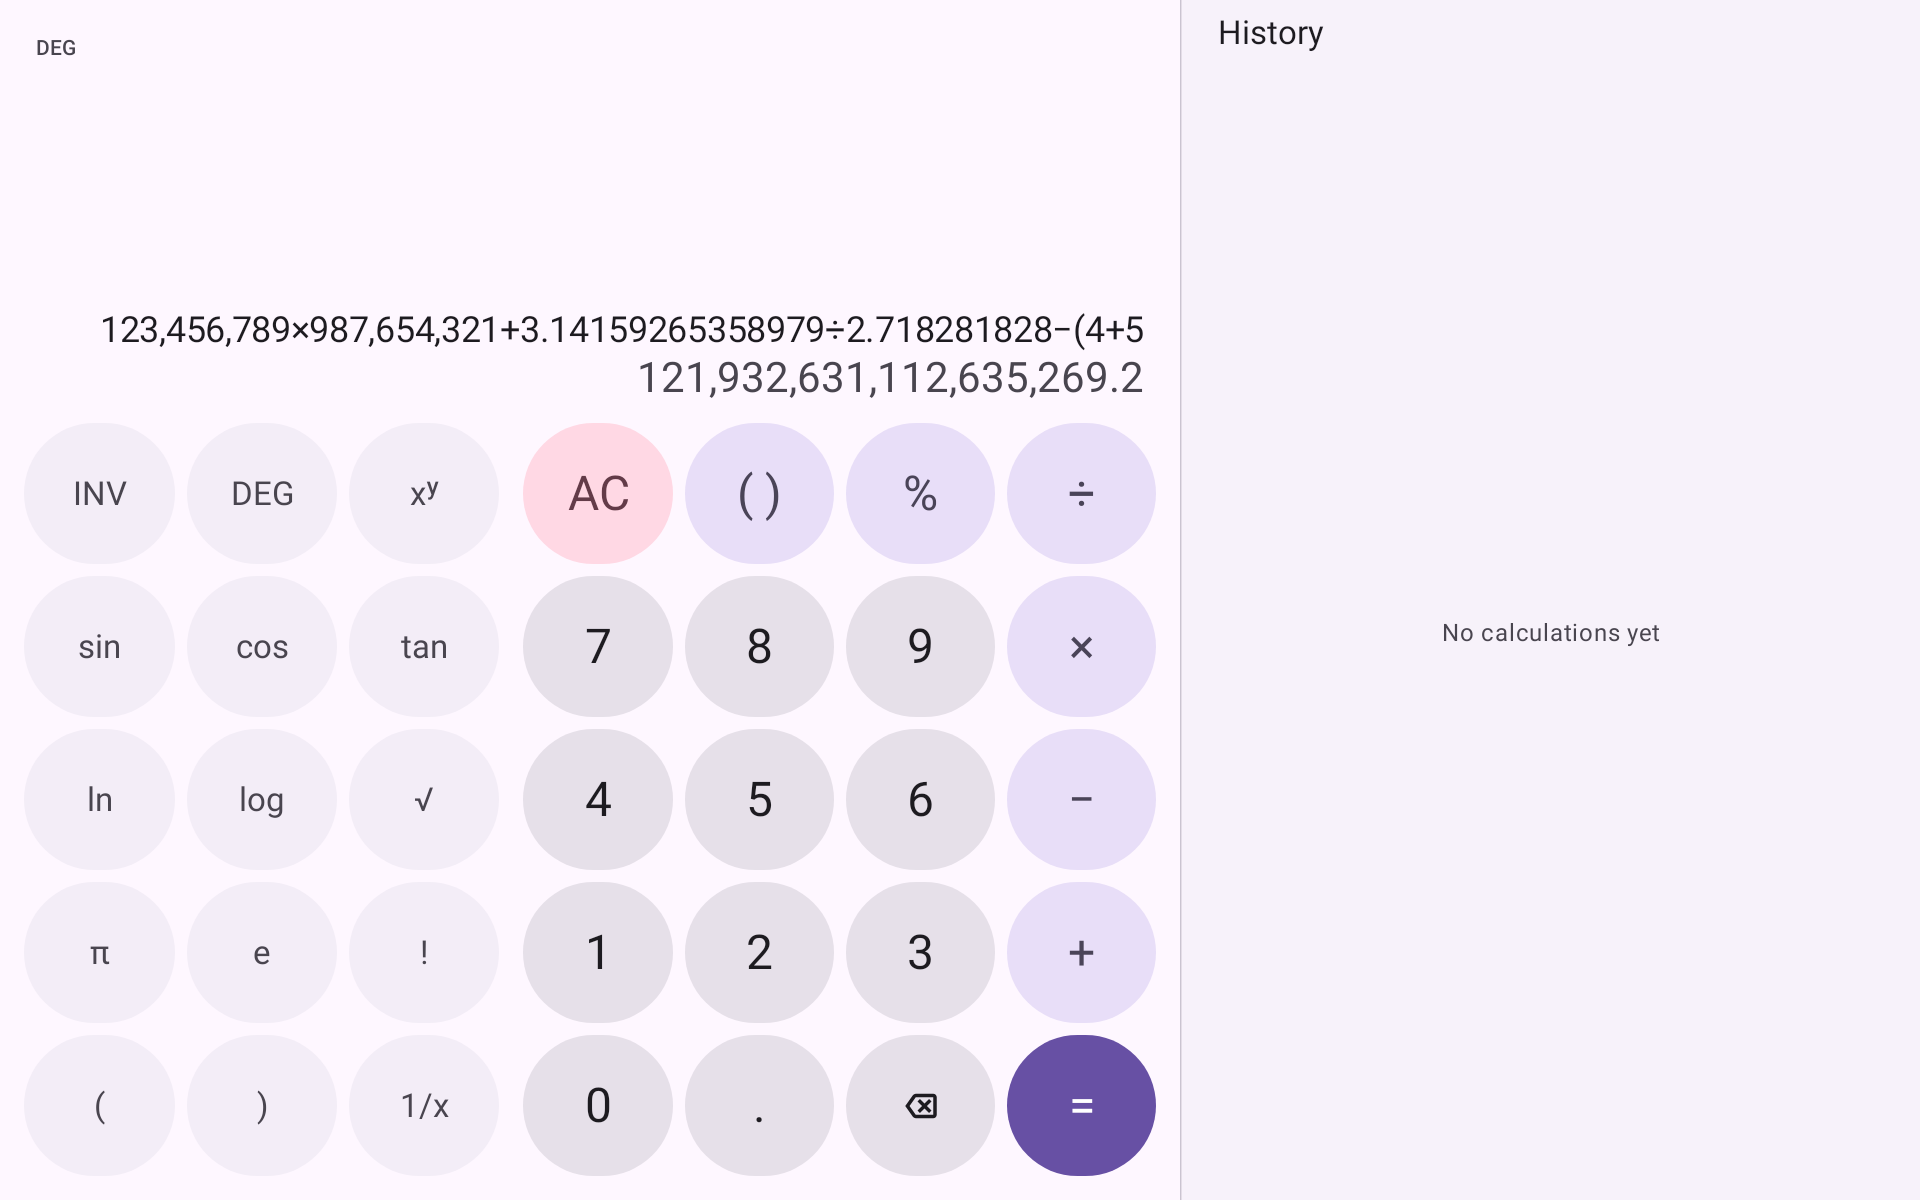 DEG
History
123,456,789×987,654,321+3.14159265358979÷2.718281828−(4+5
121,932,631,112,635,269.2
INV DEG xʸ AC ( ) % ÷
sin cos tan 7 8 9 ×
No calculations yet
ln log √ 4 5 6 −
π e ! 1 2 3 +
( ) 1/x 0 . =